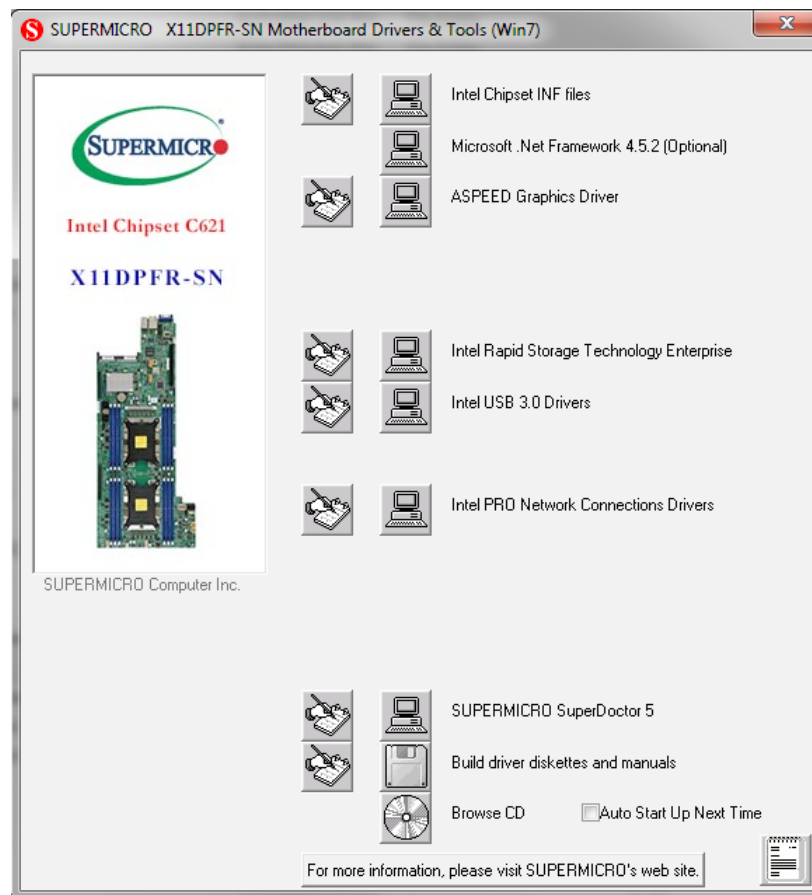 SUPERMICRO X11DPFR-SN Motherboard Drivers & Tools (Win7)
SUPERMICRO
Intel Chipset C621
X11DPFR-SN
SUPERMICRO Computer Inc.
Intel Chipset INF files
Microsoft .Net Framework 4.5.2 (Optional)
ASPEED Graphics Driver
Intel Rapid Storage Technology Enterprise
Intel USB 3.0 Drivers
Intel PRO Network Connections Drivers
SUPERMICRO SuperDoctor 5
Build driver diskettes and manuals
Browse CD Auto Start Up Next Time
For more information, please visit SUPERMICRO's web site.